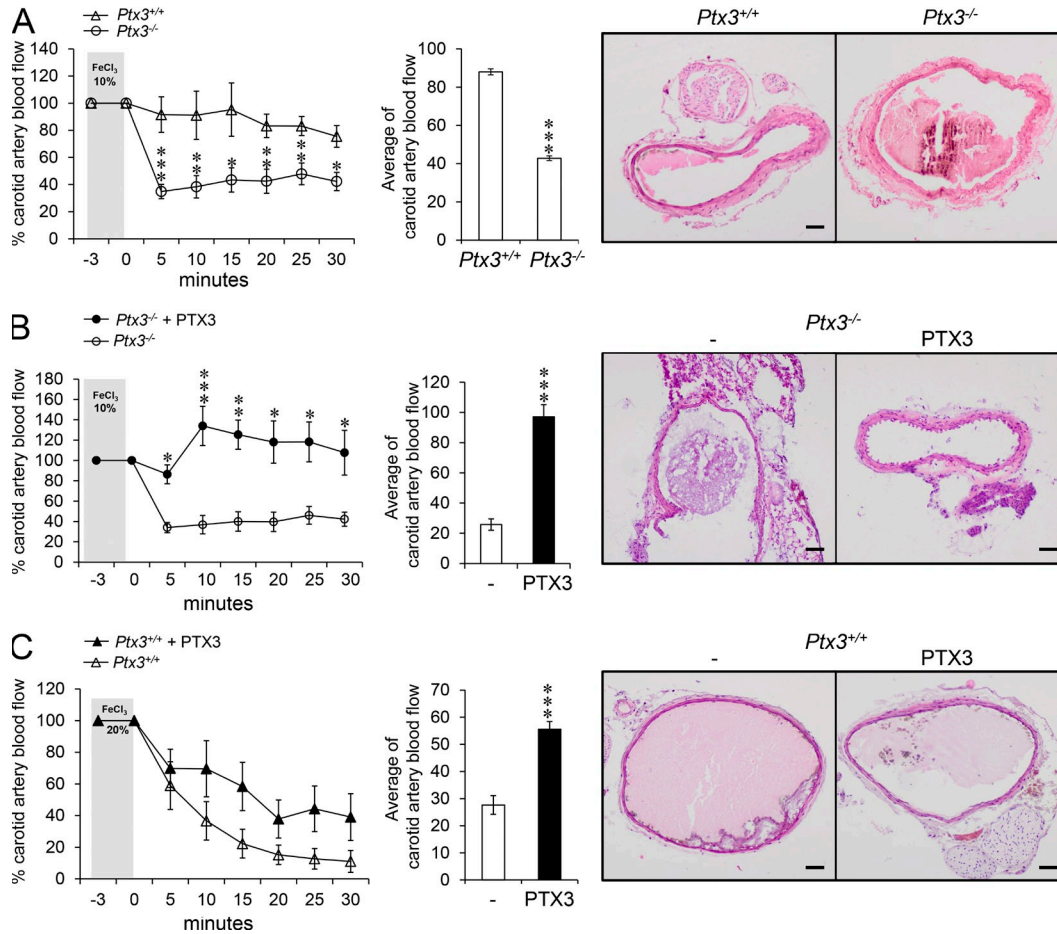 A
Ptx3+/+
Ptx3-/-
% carotid artery blood flow
140
120
100
80
60
40
20
0
FeCl3
10%
***
**
*
**
**
*
-3 0 5 10 15 20 25 30
minutes
Average of
carotid artery blood flow
100
80
60
40
20
0
***
Ptx3+/+ Ptx3-/-
Ptx3+/+ Ptx3-/-
B
Ptx3-/- + PTX3
Ptx3-/-
% carotid artery blood flow
180
160
140
120
100
80
60
40
20
0
FeCl3
10%
*
***
**
*
*
*
-3 0 5 10 15 20 25 30
minutes
Average of
carotid artery blood flow
120
100
80
60
40
20
0
***
- PTX3
Ptx3-/-
- PTX3
C
Ptx3+/+ + PTX3
Ptx3+/+
% carotid artery blood flow
120
100
80
60
40
20
0
FeCl3
20%
-3 0 5 10 15 20 25 30
minutes
Average of
carotid artery blood flow
70
60
50
40
30
20
10
0
***
- PTX3
Ptx3+/+
- PTX3